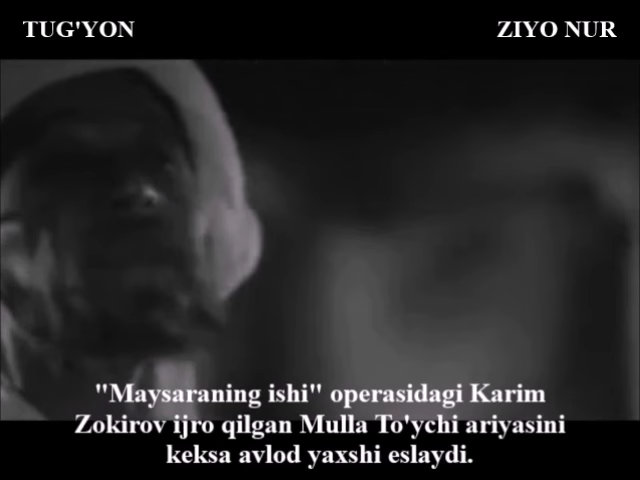 TUG'YON
ZIYO NUR
"Maysaraning ishi" operasidagi Karim
Zokirov ijro qilgan Mulla To'ychi ariyasini
keksa avlod yaxshi eslaydi.